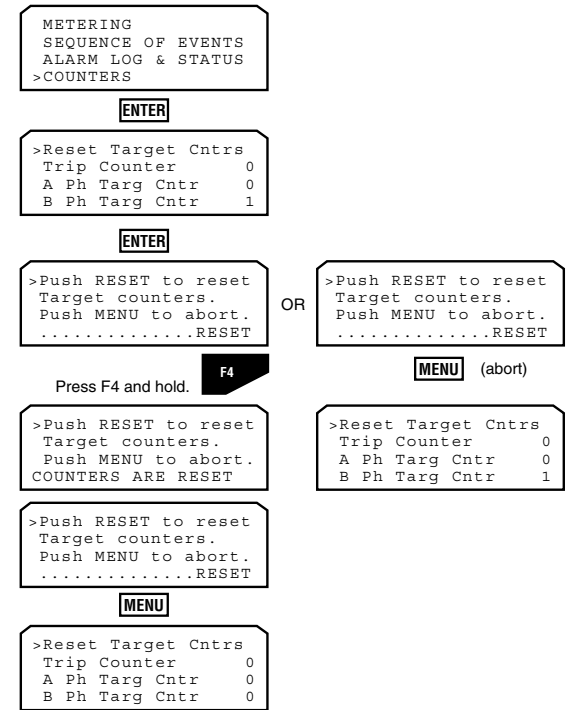 METERING
SEQUENCE OF EVENTS
ALARM LOG & STATUS
>COUNTERS
ENTER
>Reset Target Cntrs
Trip Counter 0
A Ph Targ Cntr 0
B Ph Targ Cntr 1
ENTER
>Push RESET to reset
Target counters.
Push MENU to abort.
..............RESET
OR
>Push RESET to reset
Target counters.
Push MENU to abort.
..............RESET
F4
Press F4 and hold.
MENU (abort)
>Push RESET to reset
Target counters.
Push MENU to abort.
COUNTERS ARE RESET
>Reset Target Cntrs
Trip Counter 0
A Ph Targ Cntr 0
B Ph Targ Cntr 1
>Push RESET to reset
Target counters.
Push MENU to abort.
..............RESET
MENU
>Reset Target Cntrs
Trip Counter 0
A Ph Targ Cntr 0
B Ph Targ Cntr 0